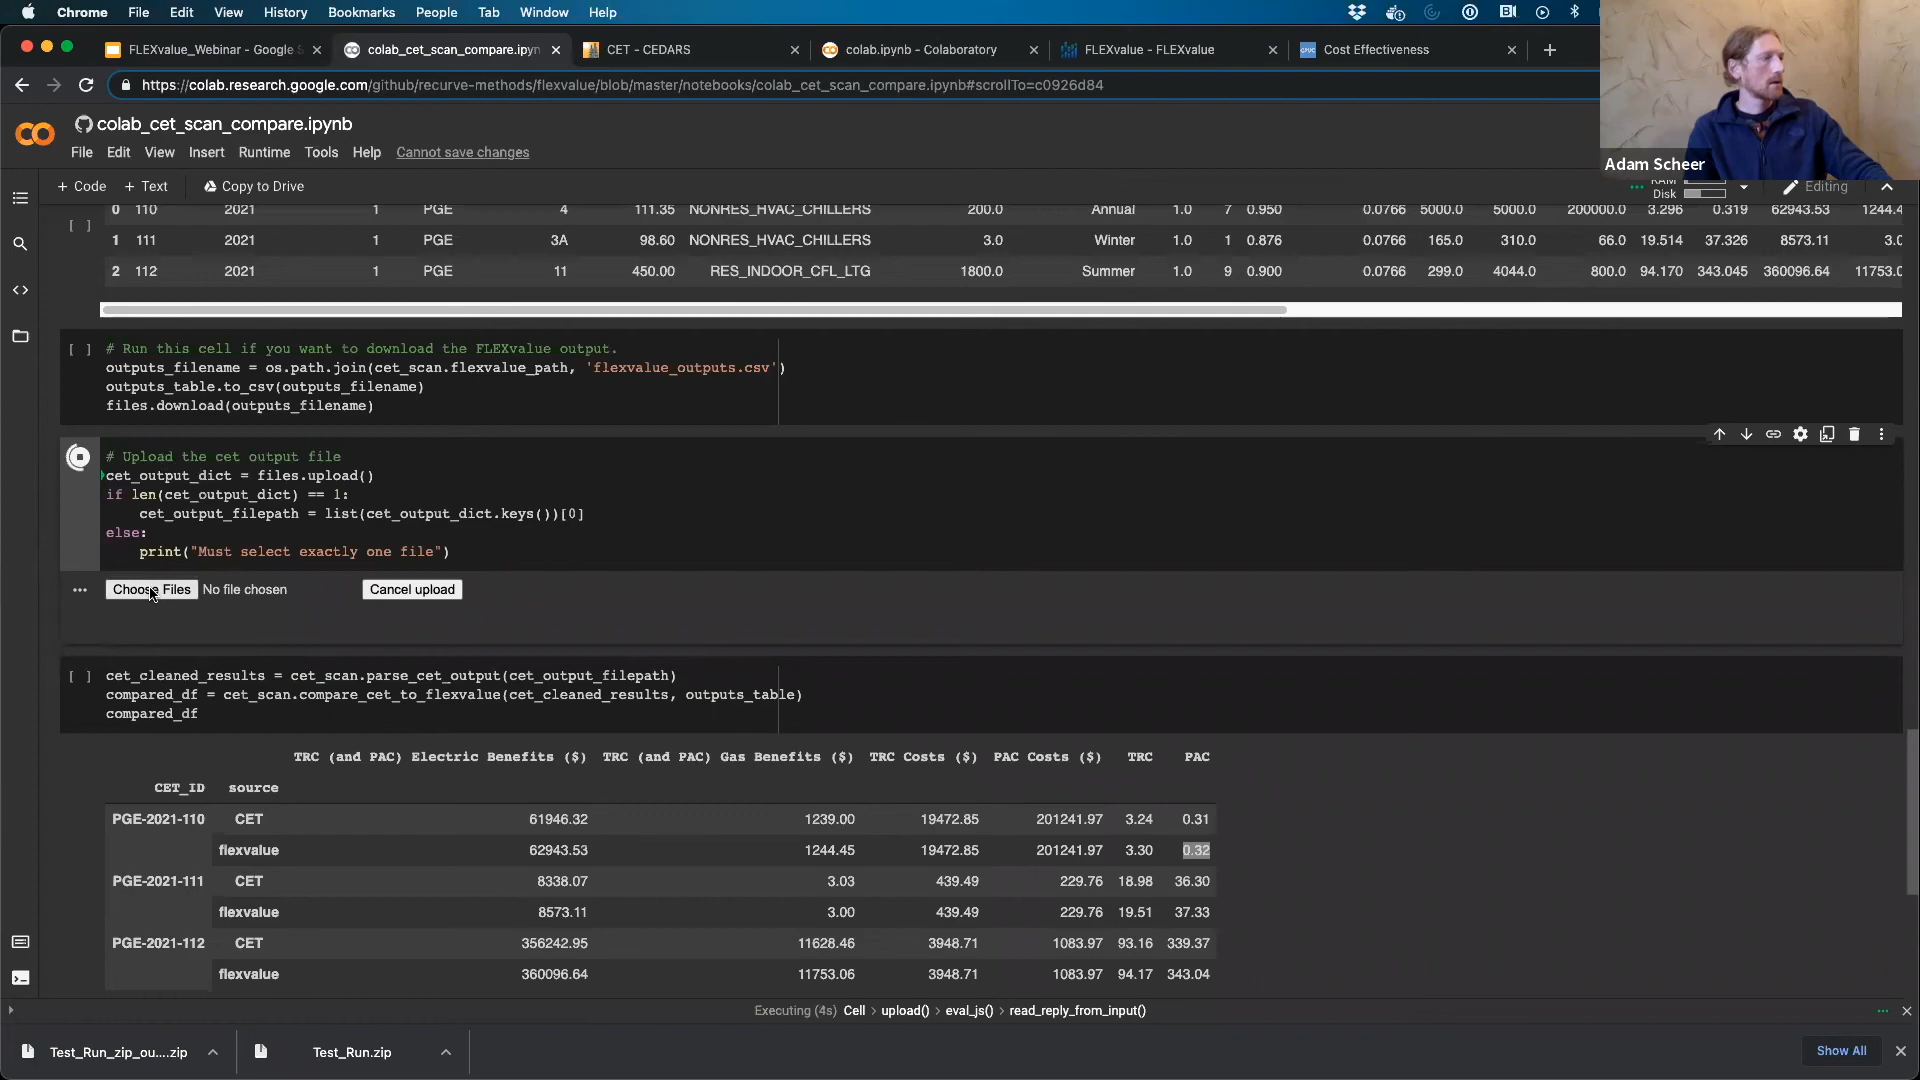 Chrome File Edit View History Bookmarks People Tab Window Help
FLEXvalue_Webinar - Google S
colab_cet_scan_compare.ipyn
CET - CEDARS
colab.ipynb - Colaboratory
FLEXvalue - FLEXvalue
Cost Effectiveness
https://colab.research.google.com/github/recurve-methods/flexvalue/blob/master/notebooks/colab_cet_scan_compare.ipynb#scrollTo=c0926d84
colab_cet_scan_compare.ipynb
File Edit View Insert Runtime Tools Help Cannot save changes
Adam Scheer
+ Code + Text Copy to Drive
RAM
Disk
Editing
0 110 2021 1 PGE 4 111.35 NONRES_HVAC_CHILLERS 200.0 Annual 1.0 7 0.950 0.0766 5000.0 5000.0 200000.0 3.296 0.319 62943.53 1244.4
[ ]
1 111 2021 1 PGE 3A 98.60 NONRES_HVAC_CHILLERS 3.0 Winter 1.0 1 0.876 0.0766 165.0 310.0 66.0 19.514 37.326 8573.11 3.0
2 112 2021 1 PGE 11 450.00 RES_INDOOR_CFL_LTG 1800.0 Summer 1.0 9 0.900 0.0766 299.0 4044.0 800.0 94.170 343.045 360096.64 11753.0
[ ] # Run this cell if you want to download the FLEXvalue output.
outputs_filename = os.path.join(cet_scan.flexvalue_path, 'flexvalue_outputs.csv')
outputs_table.to_csv(outputs_filename)
files.download(outputs_filename)
# Upload the cet output file
cet_output_dict = files.upload()
if len(cet_output_dict) == 1:
cet_output_filepath = list(cet_output_dict.keys())[0]
else:
print("Must select exactly one file")
Choose Files No file chosen Cancel upload
[ ] cet_cleaned_results = cet_scan.parse_cet_output(cet_output_filepath)
compared_df = cet_scan.compare_cet_to_flexvalue(cet_cleaned_results, outputs_table)
compared_df
TRC (and PAC) Electric Benefits ($) TRC (and PAC) Gas Benefits ($) TRC Costs ($) PAC Costs ($) TRC PAC
CET_ID source
PGE-2021-110 CET 61946.32 1239.00 19472.85 201241.97 3.24 0.31
flexvalue 62943.53 1244.45 19472.85 201241.97 3.30 0.32
PGE-2021-111 CET 8338.07 3.03 439.49 229.76 18.98 36.30
flexvalue 8573.11 3.00 439.49 229.76 19.51 37.33
PGE-2021-112 CET 356242.95 11628.46 3948.71 1083.97 93.16 339.37
flexvalue 360096.64 11753.06 3948.71 1083.97 94.17 343.04
Executing (4s) Cell > upload() > eval_js() > read_reply_from_input()
Test_Run_zip_ou....zip
Test_Run.zip
Show All